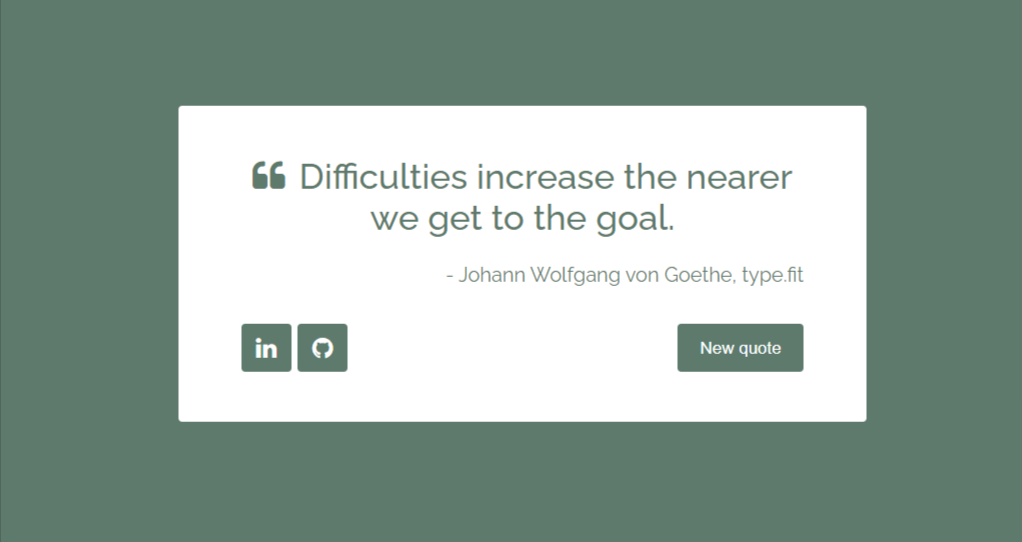 Difficulties increase the nearer
we get to the goal.
- Johann Wolfgang von Goethe, type.fit
in
New quote